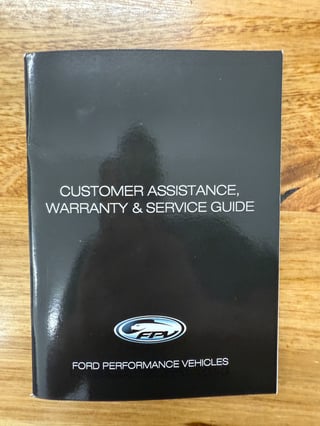 CUSTOMER ASSISTANCE,
WARRANTY & SERVICE GUIDE
FPV
FORD PERFORMANCE VEHICLES